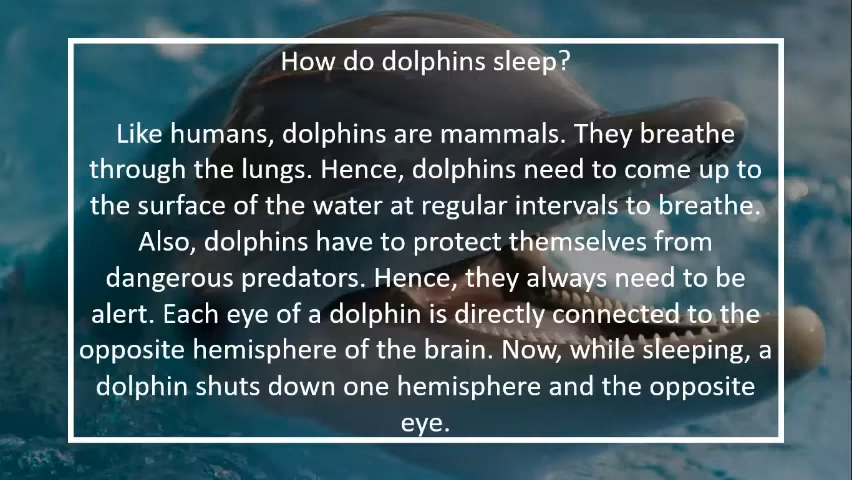 How do dolphins sleep?
Like humans, dolphins are mammals. They breathe
through the lungs. Hence, dolphins need to come up to
the surface of the water at regular intervals to breathe.
Also, dolphins have to protect themselves from
dangerous predators. Hence, they always need to be
alert. Each eye of a dolphin is directly connected to the
opposite hemisphere of the brain. Now, while sleeping, a
dolphin shuts down one hemisphere and the opposite
eye.